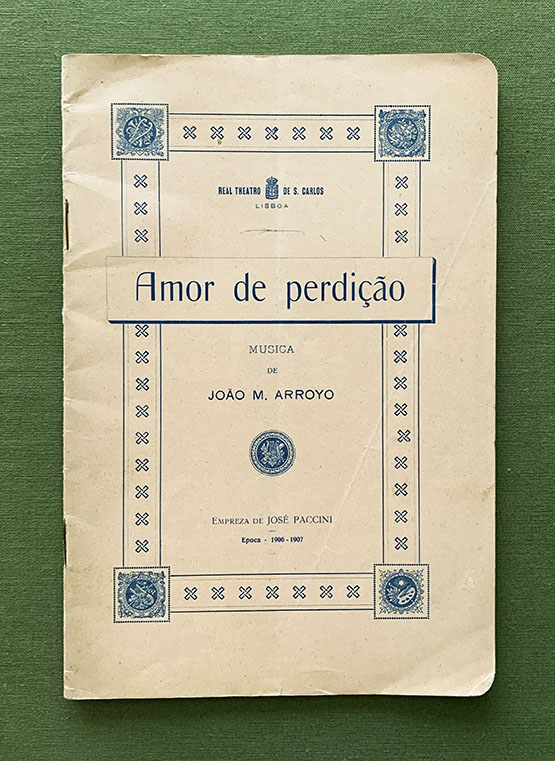 REAL THEATRO DE S. CARLOS
LISBOA
Amor de perdição
MUSICA
DE
JOÃO M. ARROYO
EMPREZA DE JOSÉ PACCINI
Epoca - 1906 - 1907